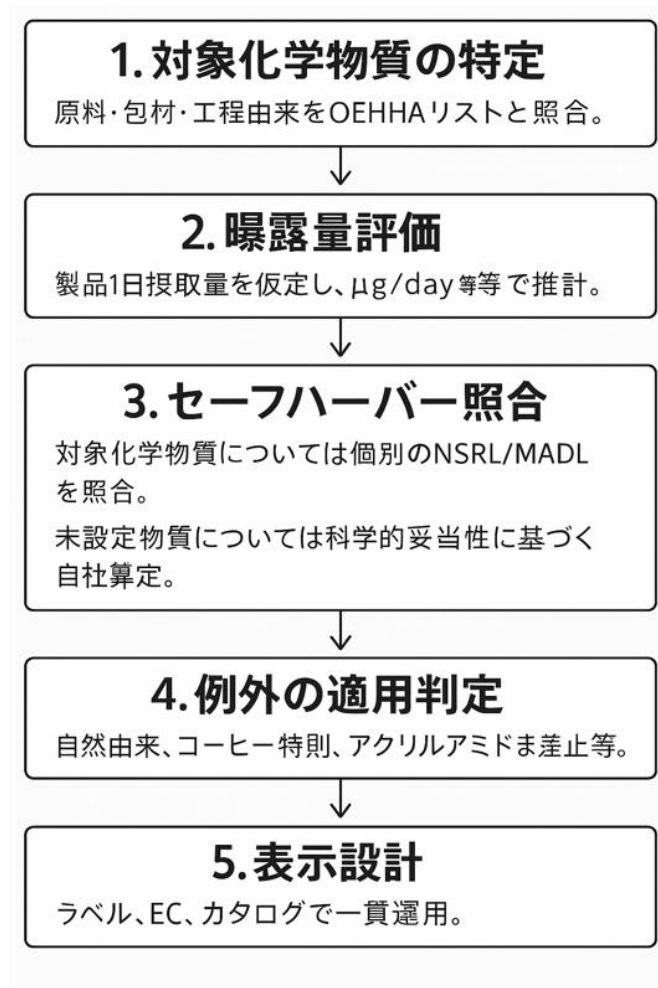 1. 対象化学物質の特定
原料・包材・工程由来をOEHHAリストと照合。
2. 曝露量評価
製品1日摂取量を仮定し、μg/day 等等で推計。
3. セーフハーバー照合
対象化学物質については個別のNSRL/MADL
を照合。
未設定物質については科学的妥当性に基づく
自社算定。
4. 例外の適用判定
自然由来、コーヒー特則、アクリルアミドま差止等。
5. 表示設計
ラベル、EC、カタログで一質運用。